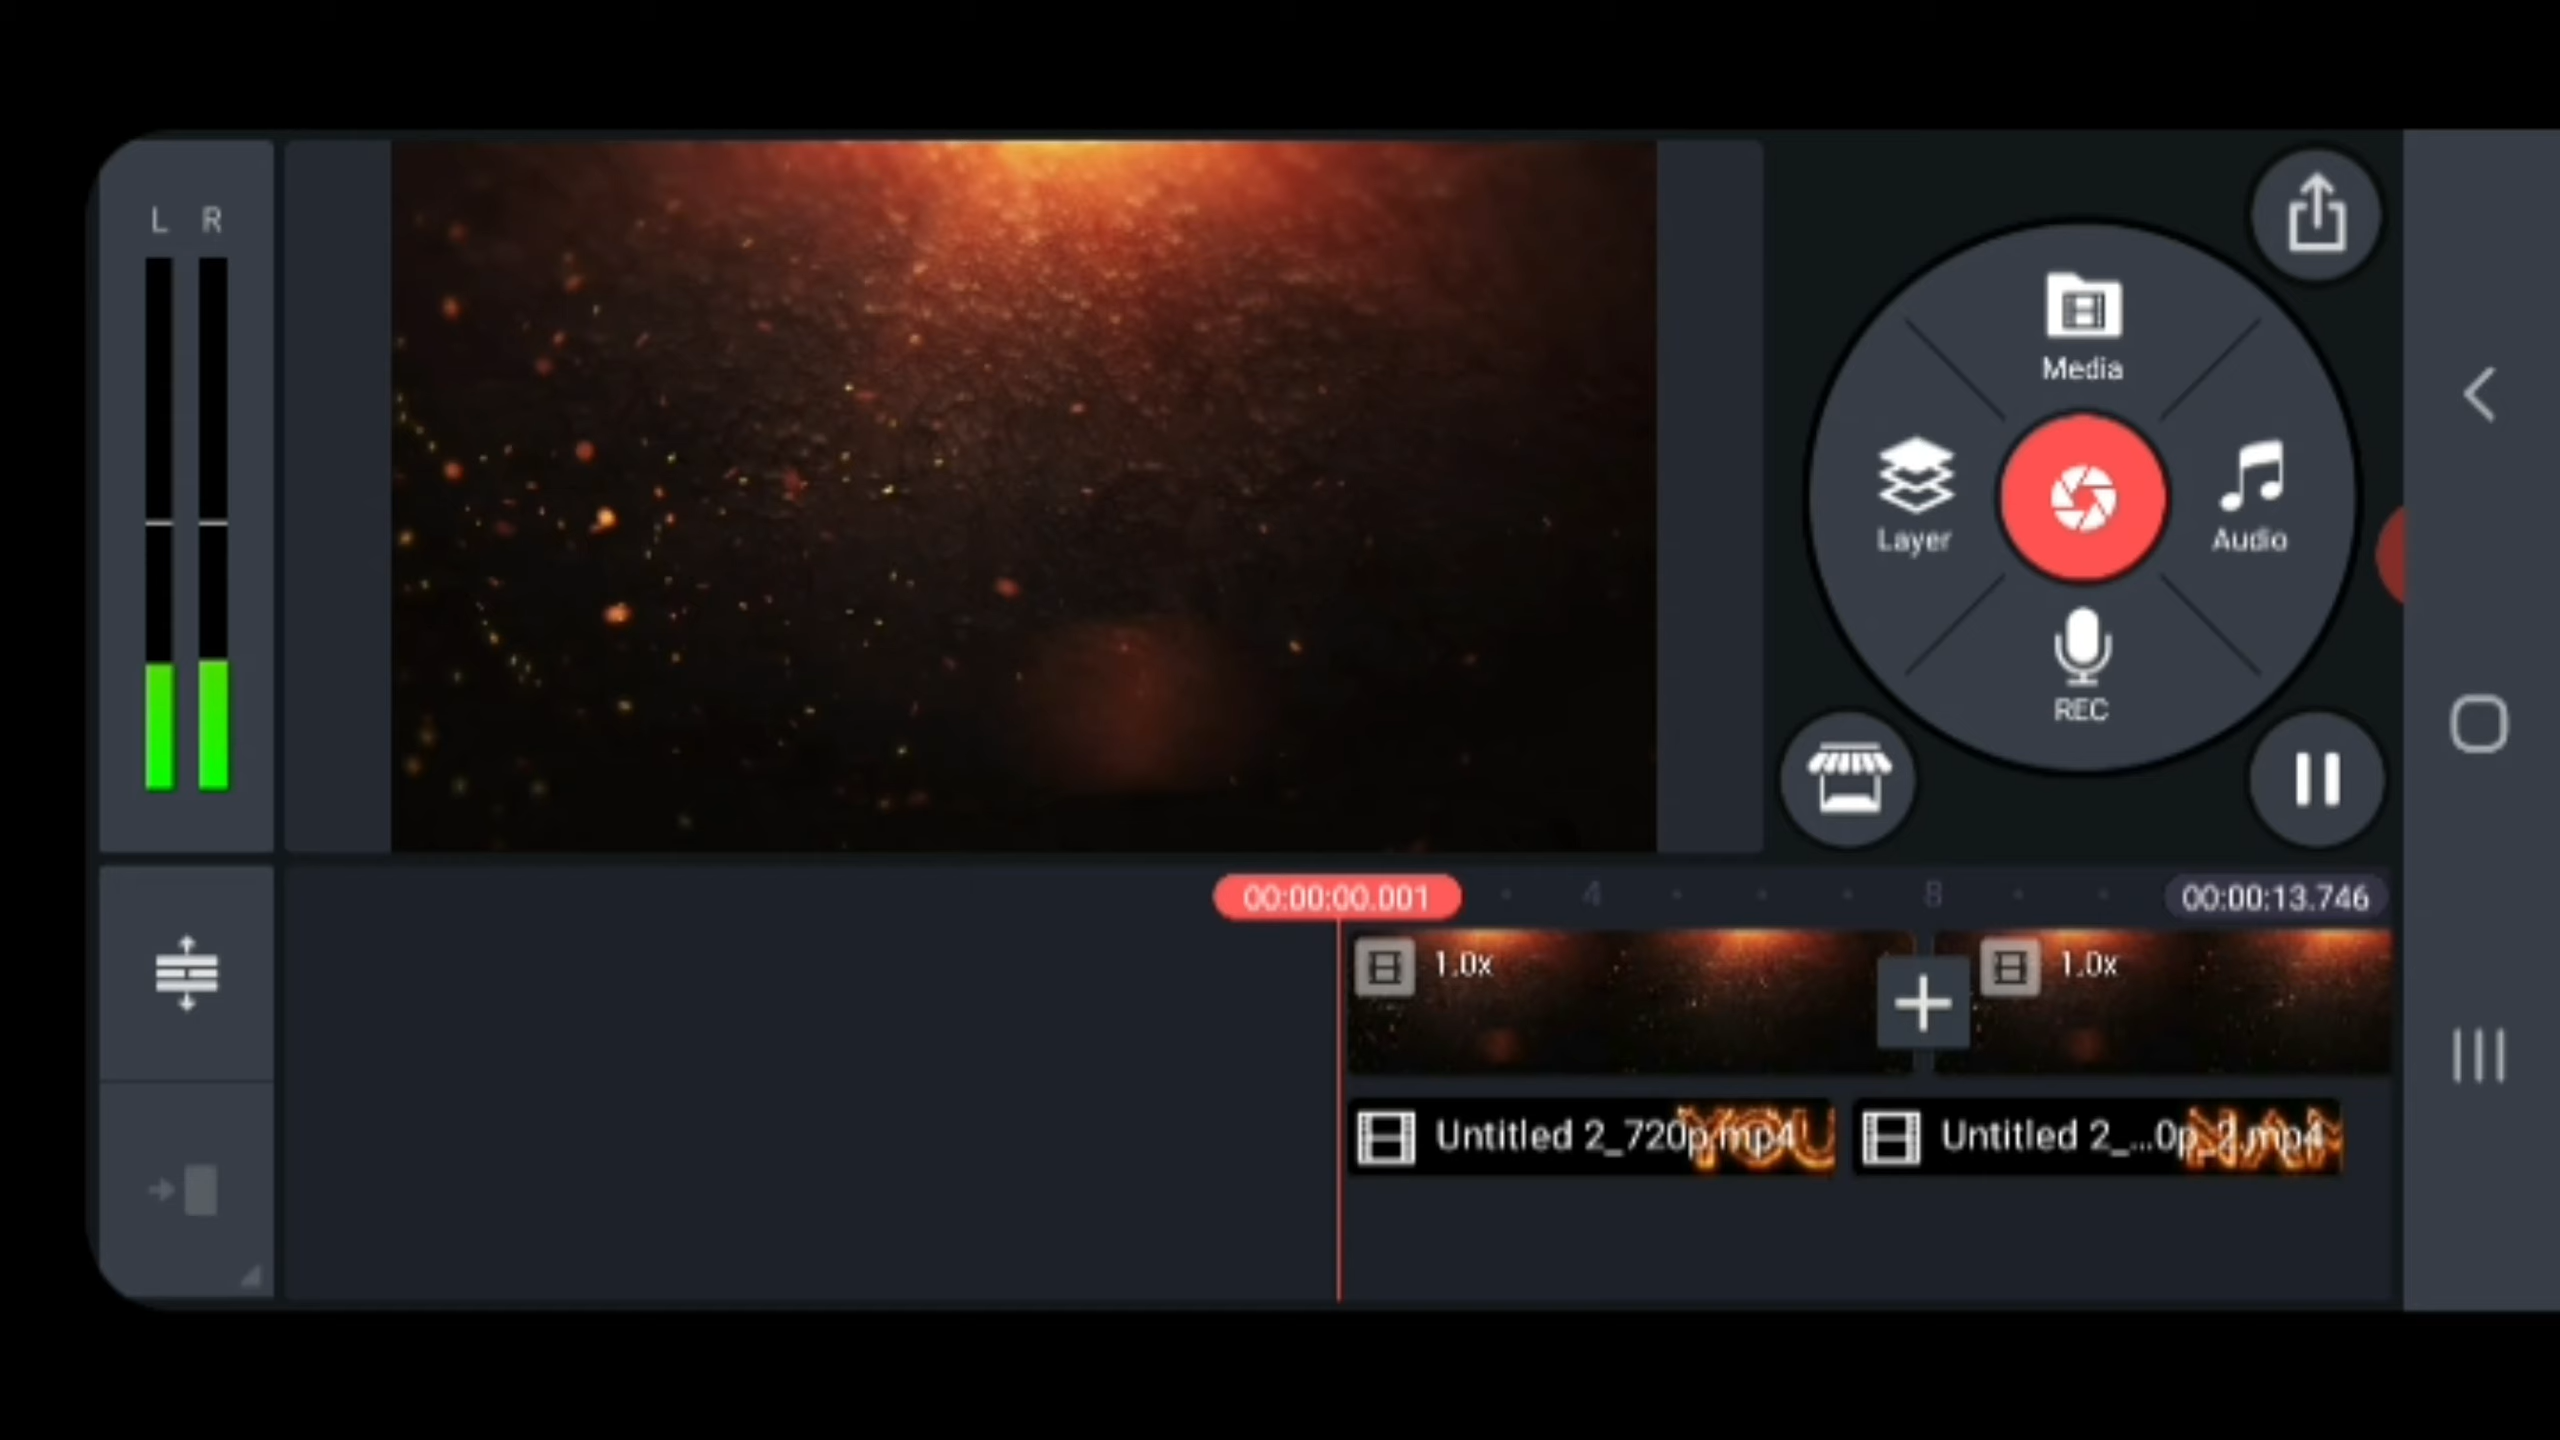 L R
Media
Layer
Audio
REC
00:00:00.001
4
8
00:00:13.746
1.0x
1.0x
Untitled 2_720p.mp4
YOU
Untitled 2_...0p_2.mp4